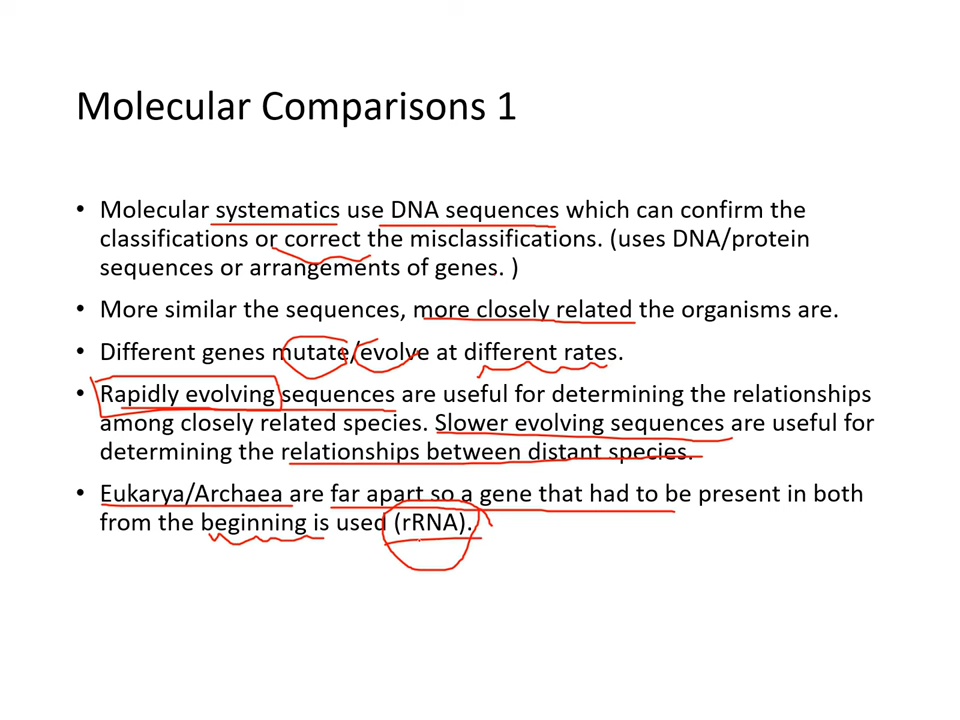 Molecular Comparisons 1
• Molecular systematics use DNA sequences which can confirm the
classifications or correct the misclassifications. (uses DNA/protein
sequences or arrangements of genes. )
• More similar the sequences, more closely related the organisms are.
• Different genes mutate/evolve at different rates.
• Rapidly evolving sequences are useful for determining the relationships
among closely related species. Slower evolving sequences are useful for
determining the relationships between distant species.
• Eukarya/Archaea are far apart so a gene that had to be present in both
from the beginning is used (rRNA).